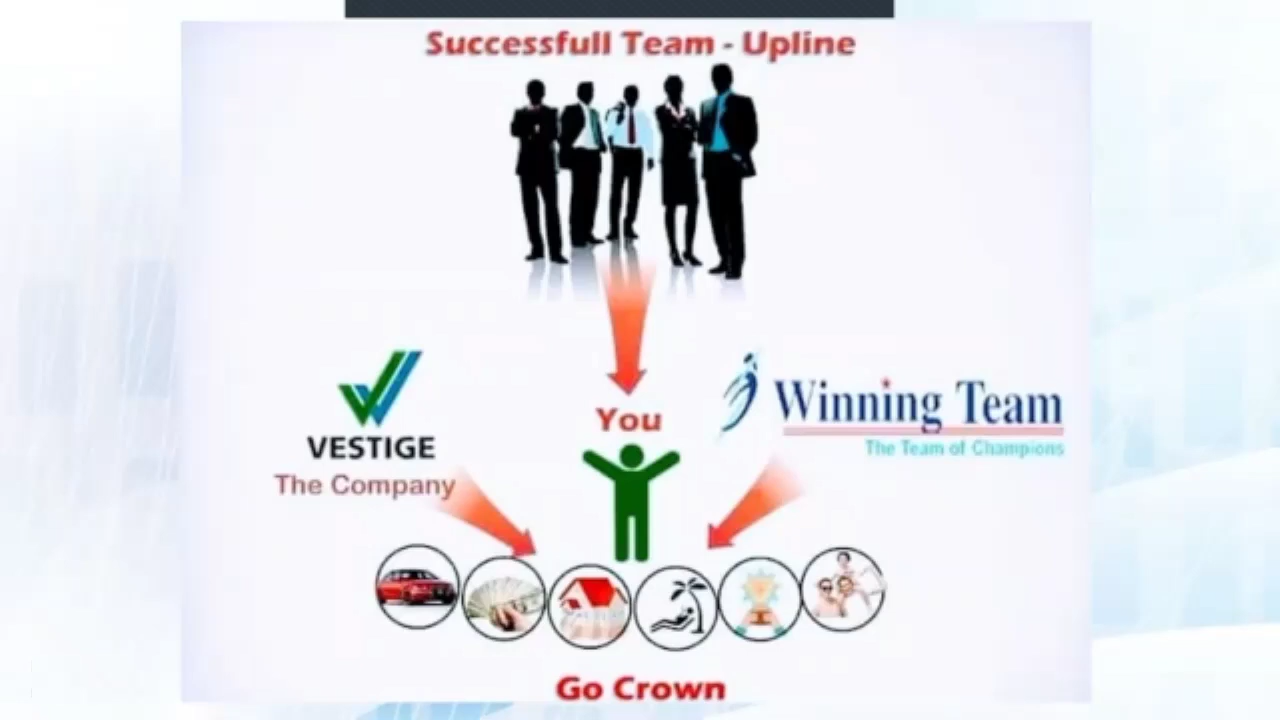 Successfull Team - Upline
You
VESTIGE
The Company
Winning Team
The Team of Champions
Go Crown